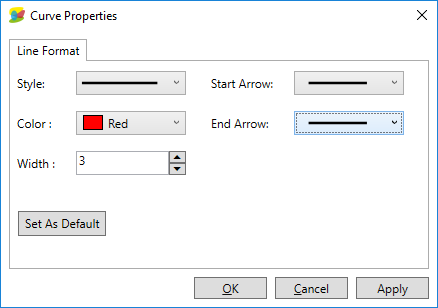 Curve Properties
Line Format
Style: Start Arrow:
Color : Red End Arrow:
Width : 3
Set As Default
OK Cancel Apply